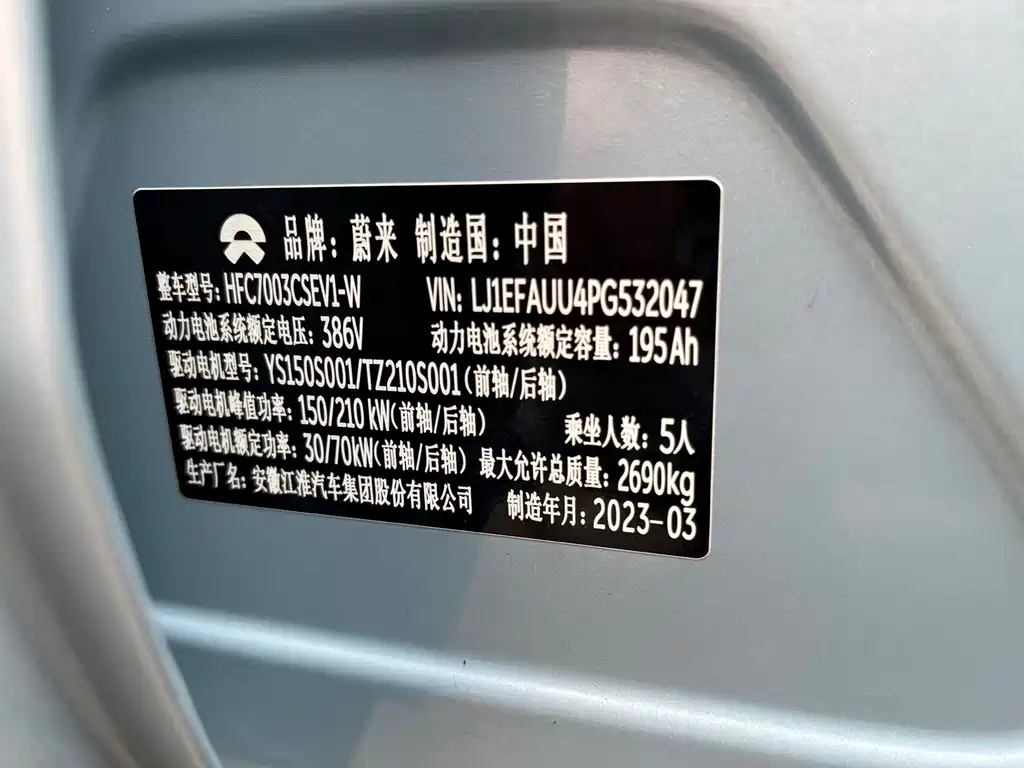 品牌：蔚来 制造国：中国
整车型号：HFC7003CSEV1-W VIN：LJ1EFAUU4PG532047
动力电池系统额定电压：386V 动力电池系统额定容量：195Ah
驱动电机型号：YS150S001/TZ210S001(前轴/后轴)
驱动电机峰值功率：150/210 kW(前轴/后轴) 乘坐人数：5人
驱动电机额定功率：30/70kW(前轴/后轴) 最大允许总质量：2690kg
生产厂名：安徽江淮汽车集团股份有限公司 制造年月：2023-03